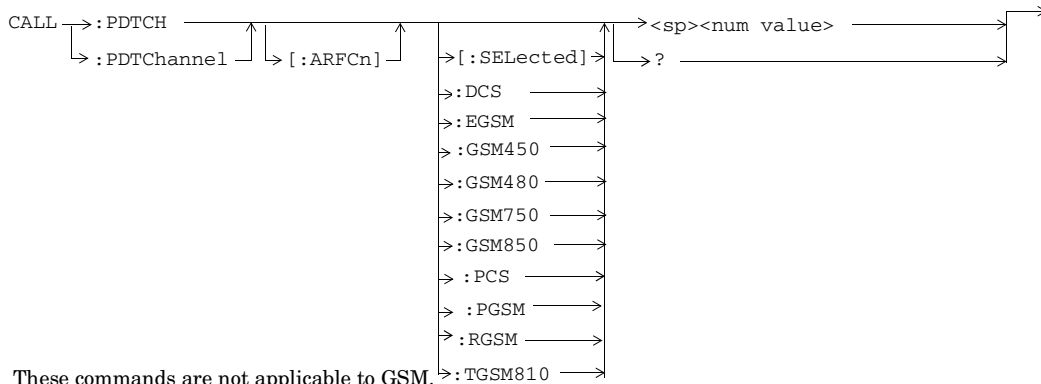 CALL :PDTCH <sp><num value>
:PDTChannel [:ARFCn] [:SELected] ?
:DCS
:EGSM
:GSM450
:GSM480
:GSM750
:GSM850
:PCS
:PGSM
:RGSM
These commands are not applicable to GSM. :TGSM810